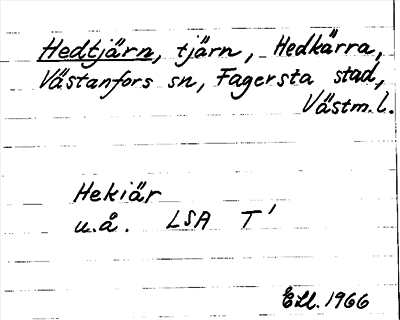 Hedtjärn, tjärn, Hedkärra,
Västanfors sn, Fagersta stad,
Västm. l.
Hekiär
u.å. LSA T'
Ell. 1966